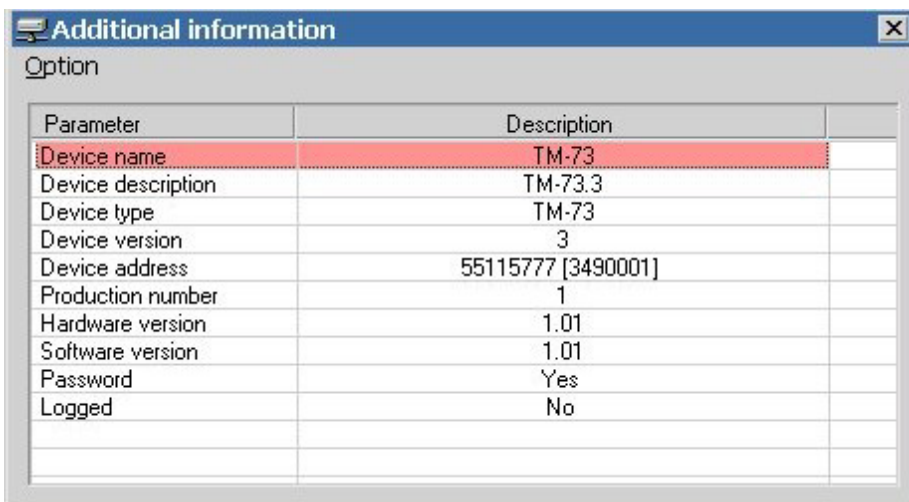 Additional information
Option
Parameter Description
Device name TM-73
Device description TM-73.3
Device type TM-73
Device version 3
Device address 55115777 [3490001]
Production number 1
Hardware version 1.01
Software version 1.01
Password Yes
Logged No